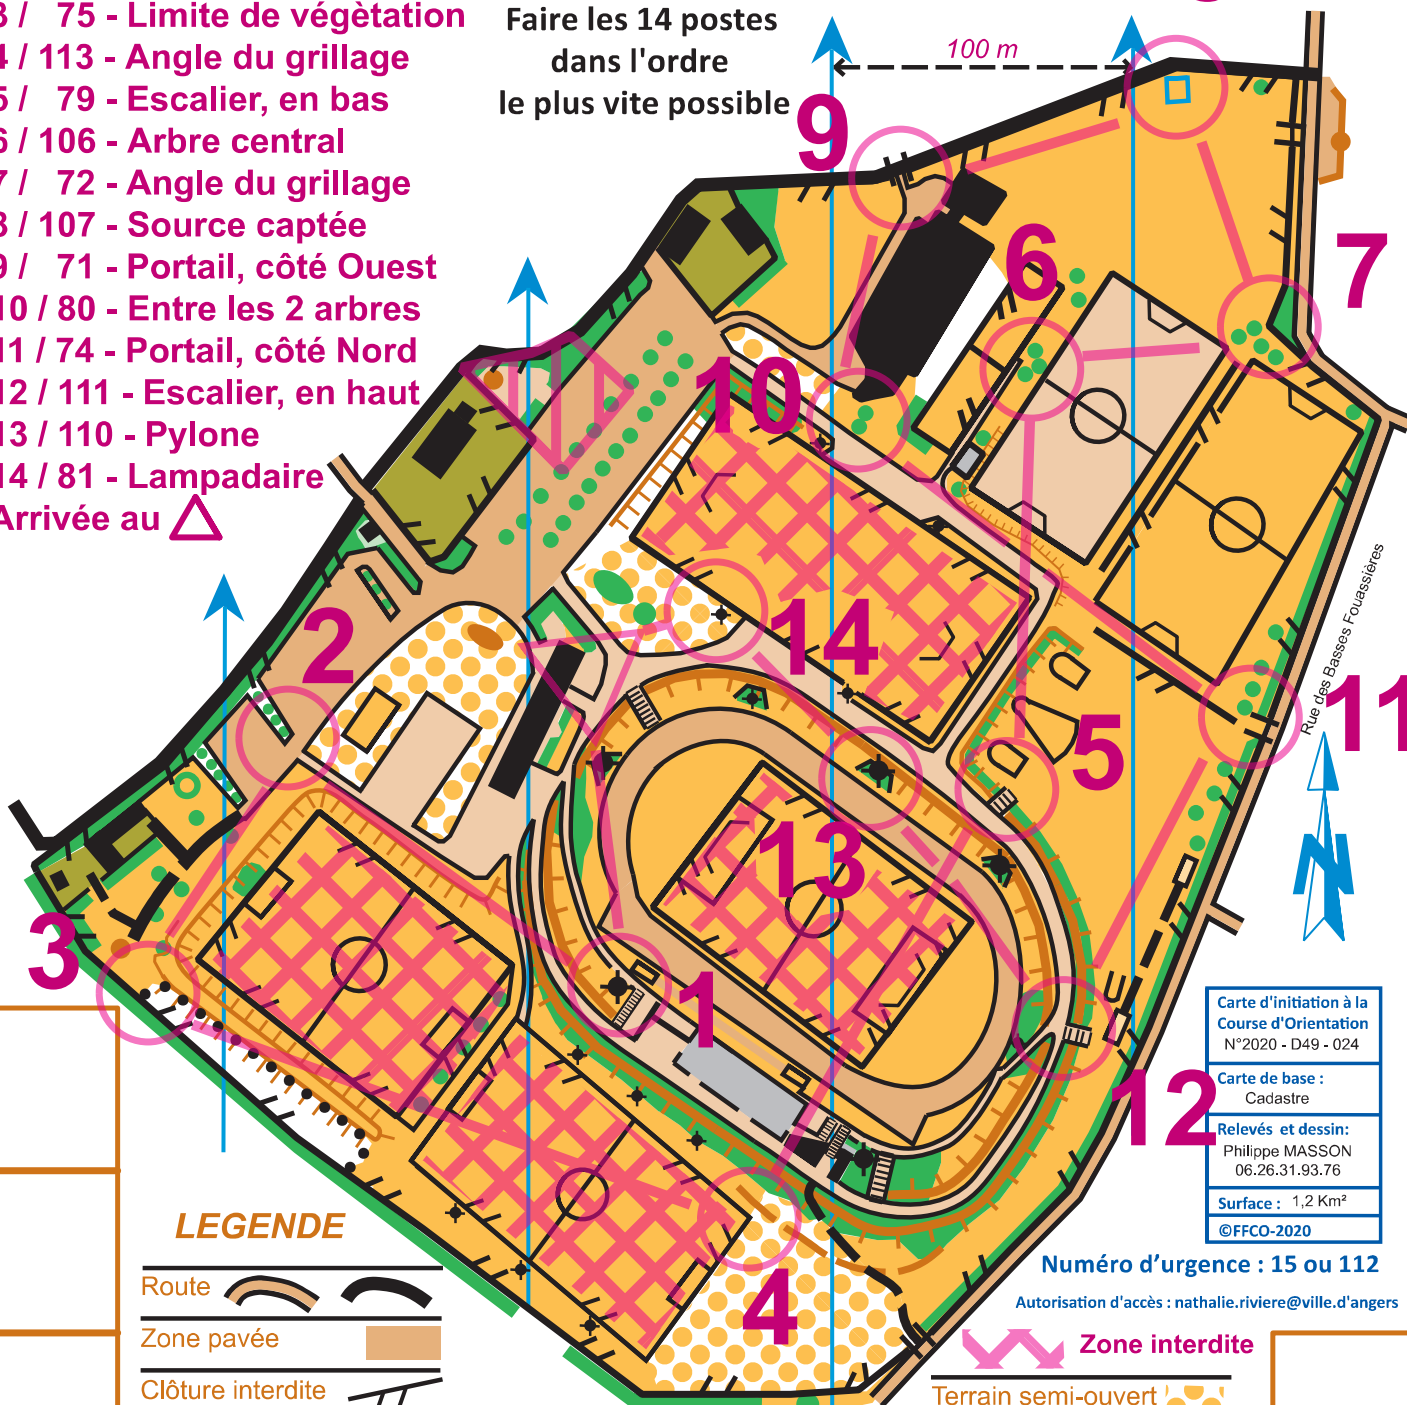 3 / 75 - Limite de végètation
4 / 113 - Angle du grillage
5 / 79 - Escalier, en bas
6 / 106 - Arbre central
7 / 72 - Angle du grillage
8 / 107 - Source captée
9 / 71 - Portail, côté Ouest
10 / 80 - Entre les 2 arbres
11 / 74 - Portail, côté Nord
12 / 111 - Escalier, en haut
13 / 110 - Pylone
14 / 81 - Lampadaire
Arrivée au
Faire les 14 postes
dans l'ordre
le plus vite possible
100 m
9
6
7
10
2
14
11
5
13
3
1
12
4
Rue des Basses Fouassières
N
Carte d'initiation à la
Course d'Orientation
N°2020 - D49 - 024
Carte de base :
Cadastre
Relevés et dessin:
Philippe MASSON
06.26.31.93.76
Surface : 1,2 Km²
©FFCO-2020
Numéro d'urgence : 15 ou 112
Autorisation d'accès : nathalie.riviere@ville.d'angers
LEGENDE
Route
Zone pavée
Clôture interdite
Zone interdite
Terrain semi-ouvert